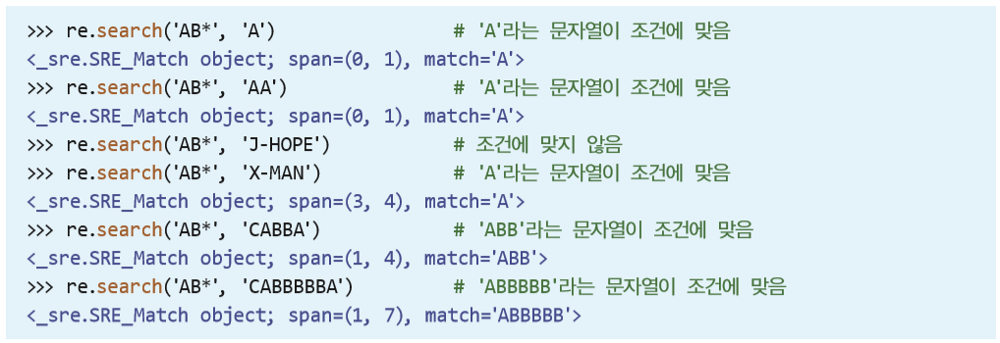 >>> re.search('AB*', 'A') # 'A'라는 문자열이 조건에 맞음
<_sre.SRE_Match object; span=(0, 1), match='A'>
>>> re.search('AB*', 'AA') # 'A'라는 문자열이 조건에 맞음
<_sre.SRE_Match object; span=(0, 1), match='A'>
>>> re.search('AB*', 'J-HOPE') # 조건에 맞지 않음
>>> re.search('AB*', 'X-MAN') # 'A'라는 문자열이 조건에 맞음
<_sre.SRE_Match object; span=(3, 4), match='A'>
>>> re.search('AB*', 'CABBA') # 'ABB'라는 문자열이 조건에 맞음
<_sre.SRE_Match object; span=(1, 4), match='ABB'>
>>> re.search('AB*', 'CABBBBBA') # 'ABBBBB'라는 문자열이 조건에 맞음
<_sre.SRE_Match object; span=(1, 7), match='ABBBBB'>